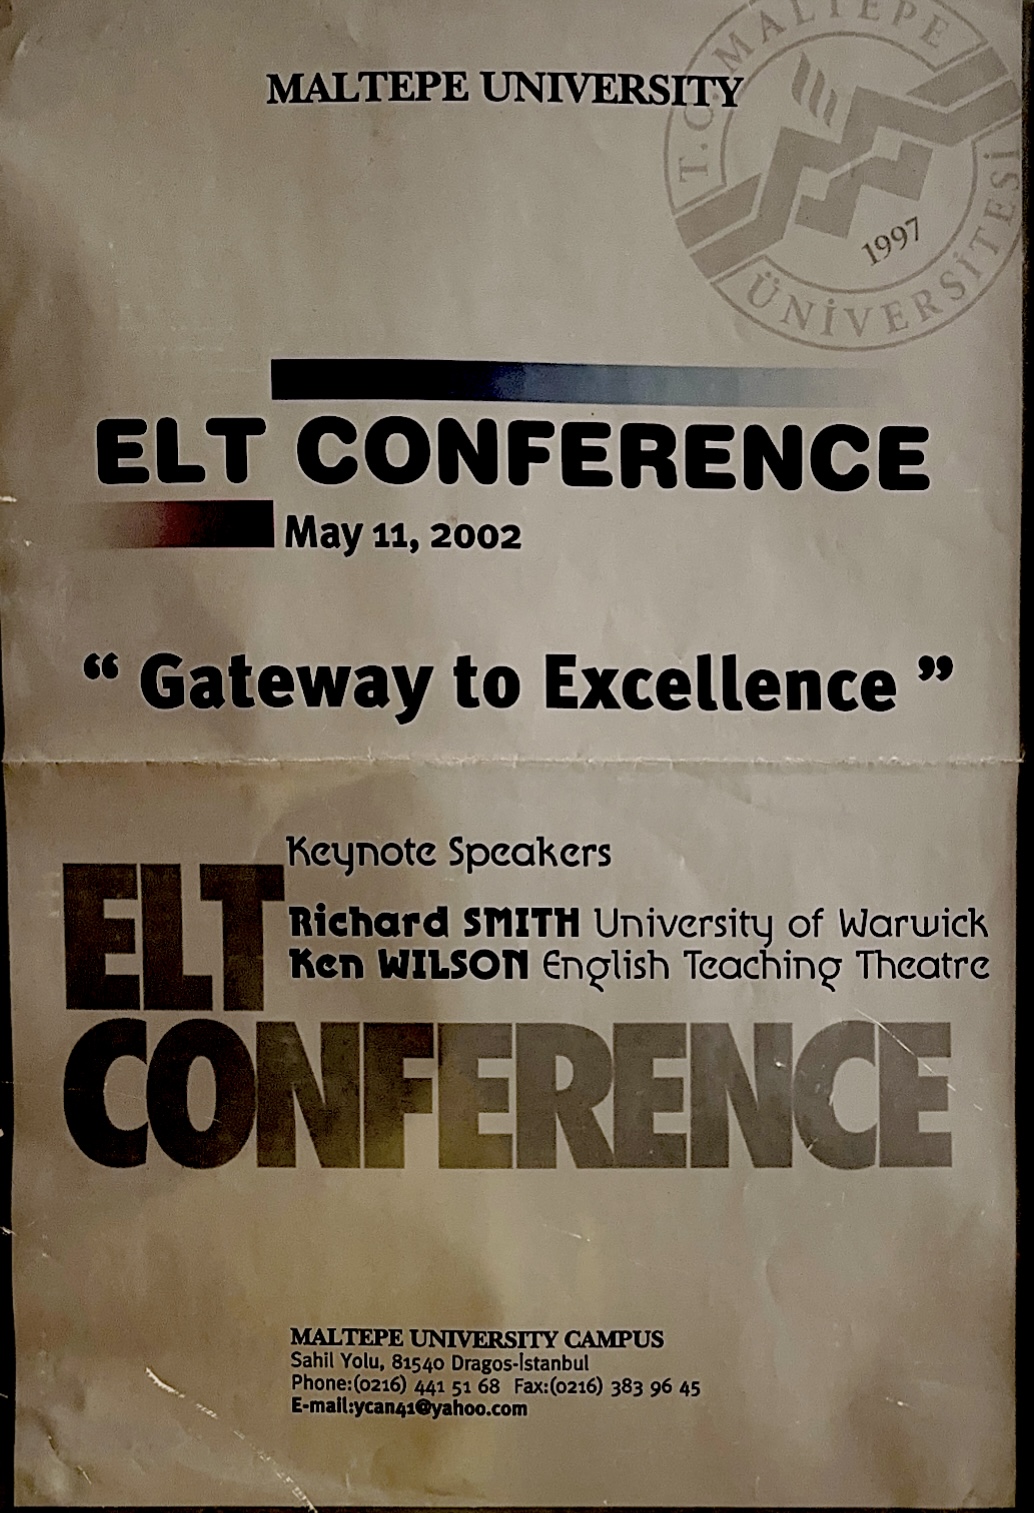 MALTEPE UNIVERSITY
T.C. MALTEPE
ÜNİVERSİTESİ
1997
ELT CONFERENCE
May 11, 2002
“ Gateway to Excellence ”
Keynote Speakers
Richard SMITH University of Warwick
Ken WILSON English Teaching Theatre
ELT
CONFERENCE
MALTEPE UNIVERSITY CAMPUS
Sahil Yolu, 81540 Dragos-İstanbul
Phone:(0216) 441 51 68 Fax:(0216) 383 96 45
E-mail:ycan41@yahoo.com